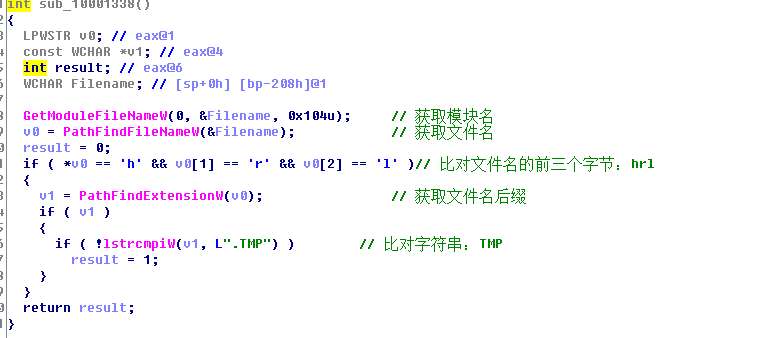 int sub_10001338()
{
LPWSTR v0; // eax@1
const WCHAR *v1; // eax@4
int result; // eax@6
WCHAR Filename; // [sp+0h] [bp-208h]@1
GetModuleFileNameW(0, &Filename, 0x104u); // 获取模块名
v0 = PathFindFileNameW(&Filename); // 获取文件名
result = 0;
if ( *v0 == 'h' && v0[1] == 'r' && v0[2] == 'l' )// 比对文件名的前三个字节：hrl
{
v1 = PathFindExtensionW(v0); // 获取文件名后缀
if ( v1 )
{
if ( !lstrcmpiW(v1, L".TMP") ) // 比对字符串：TMP
result = 1;
}
}
return result;
}